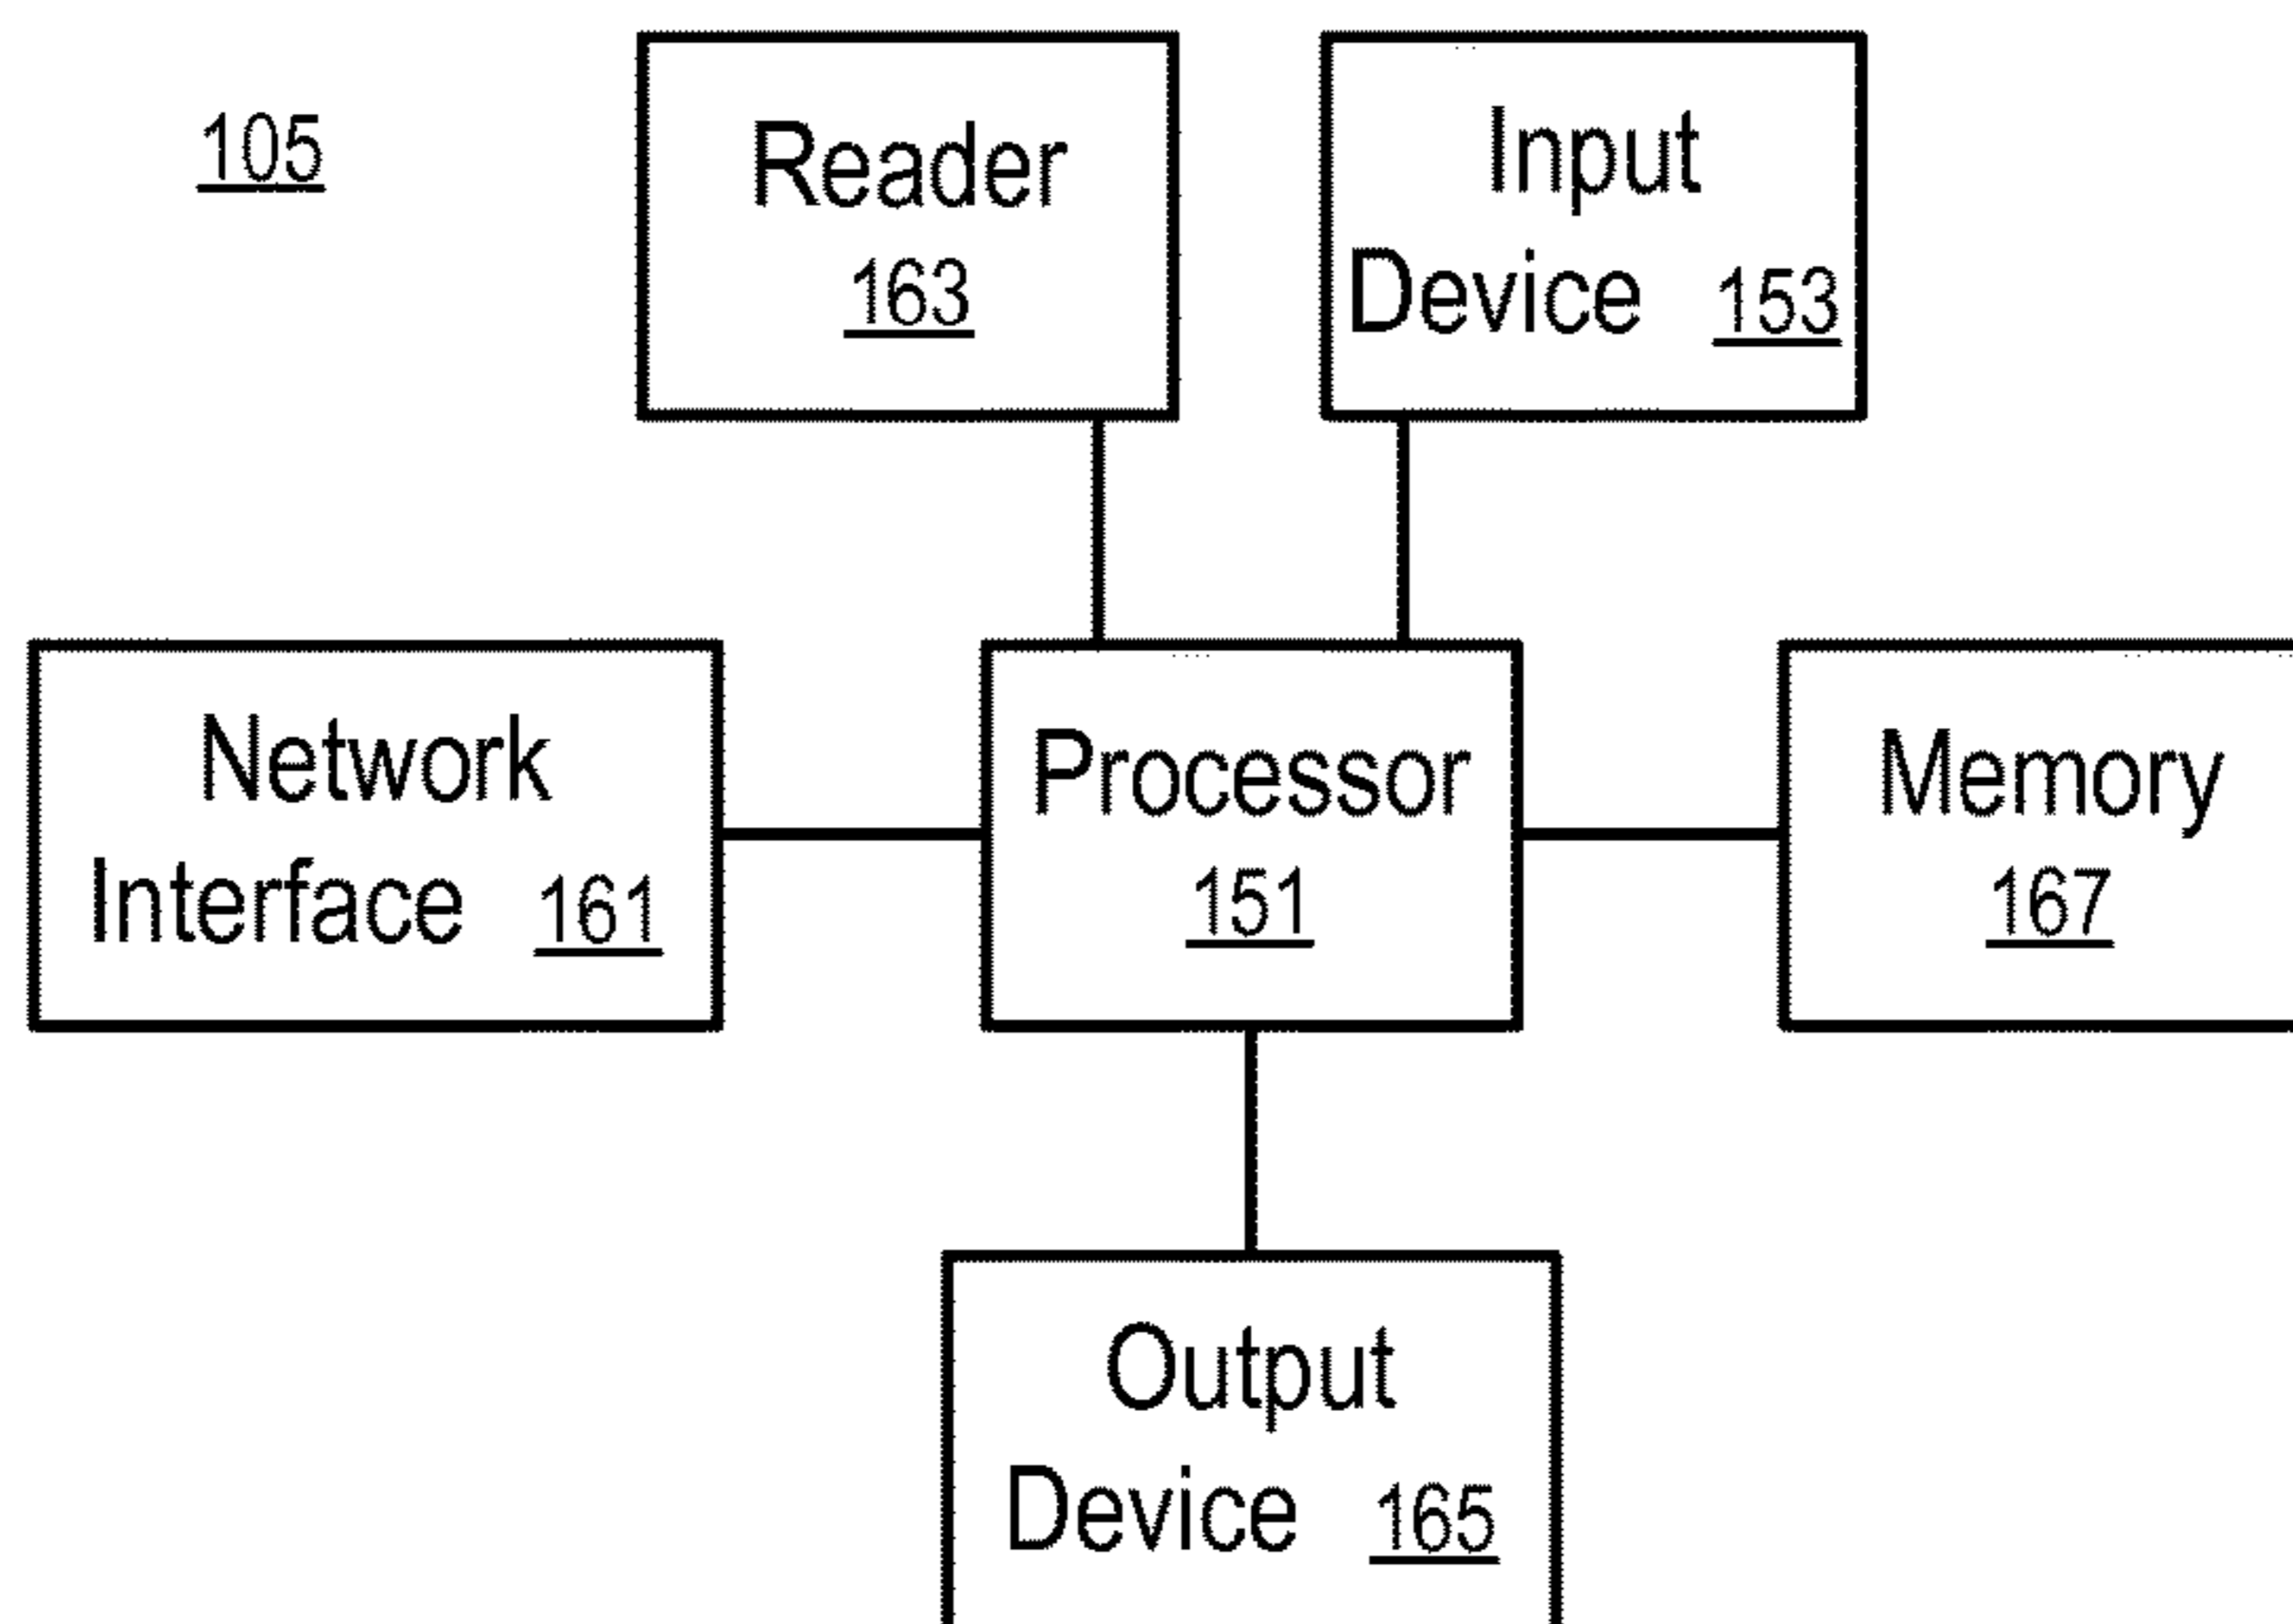 105
Reader
163
Input
Device 153
Network
Interface 161
Processor
151
Memory
167
Output
Device 165